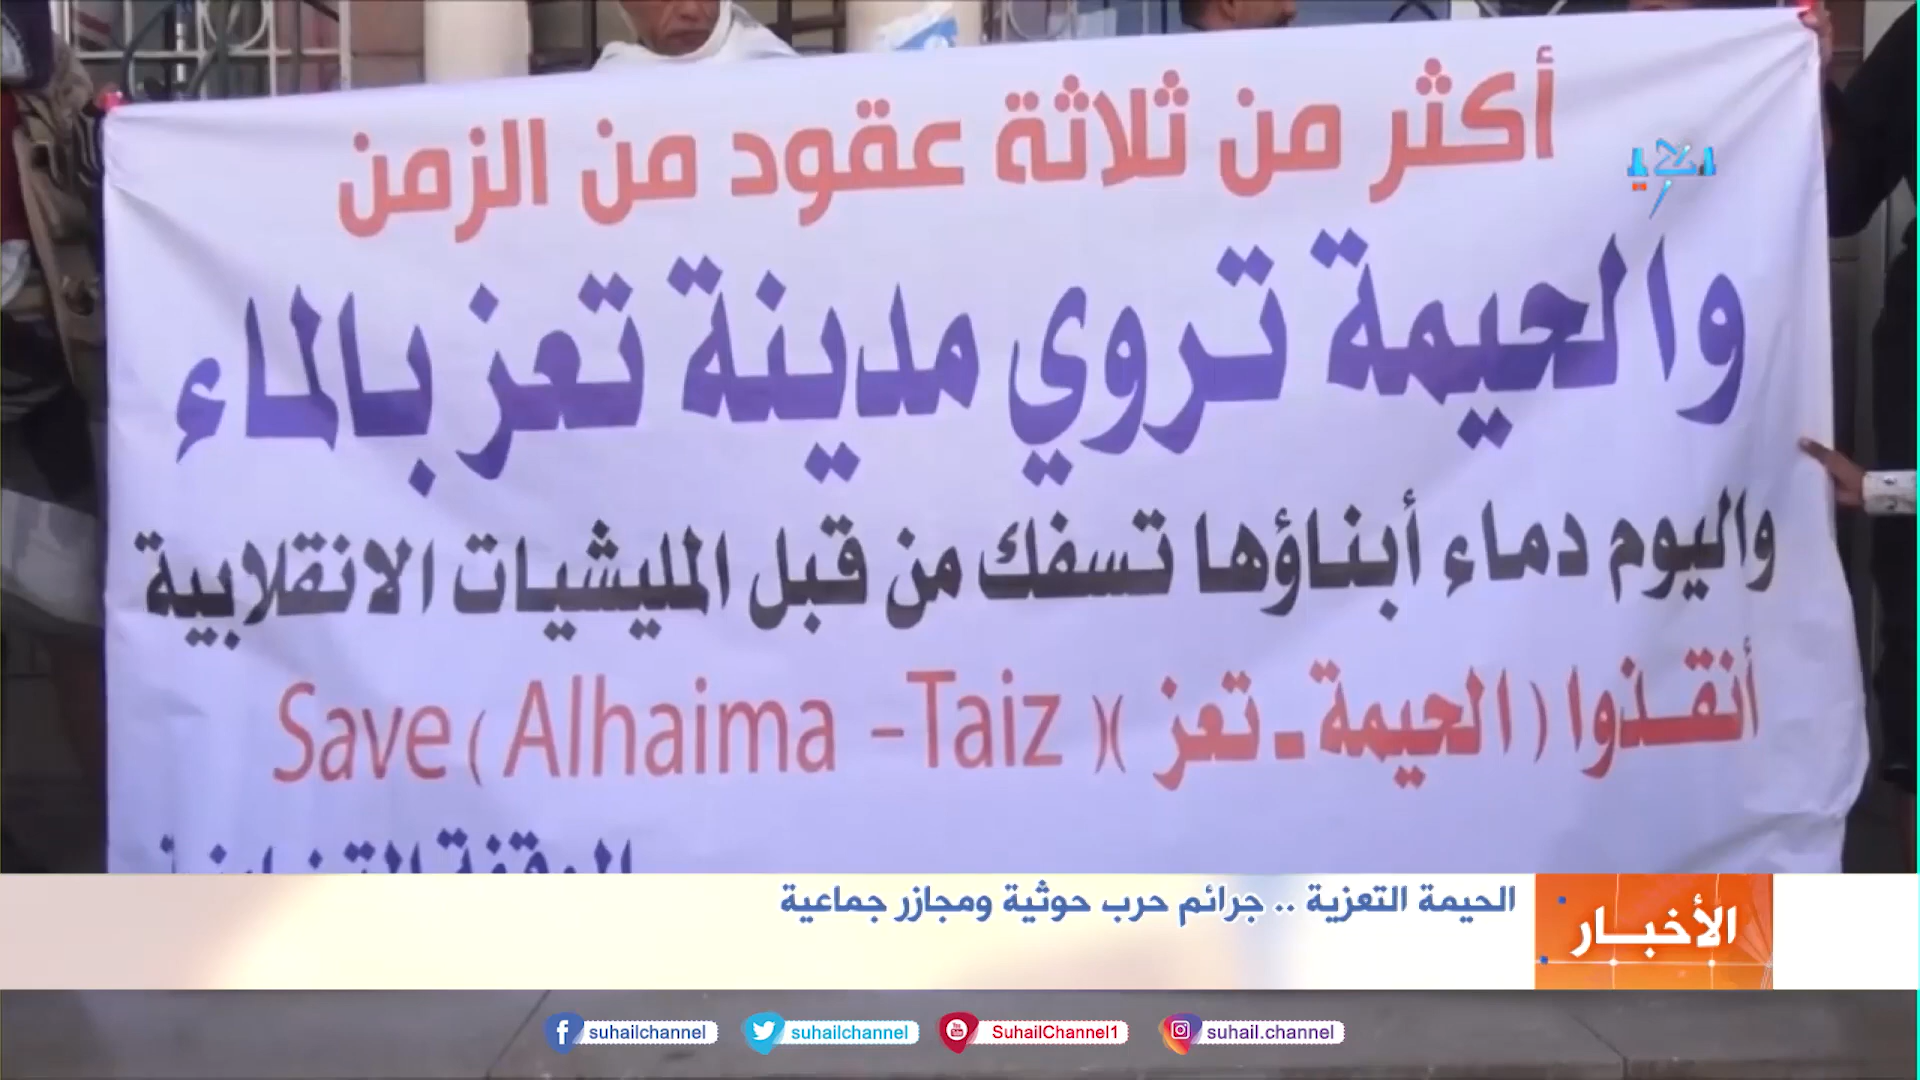 أكثر من ثلاثة عقود من الزمن
والحيمة تروي مدينة تعز بالماء
واليوم دماء أبناؤها تسفك من قبل المليشيات الانقلابية
أنقذوا ( الحيمة - تعز )( Save ( Alhaima - Taiz
الحيمة التعزية .. جرائم حرب حوثية ومجازر جماعية
الأخبار
suhailchannel
suhailchannel
SuhailChannel1
suhail.channel